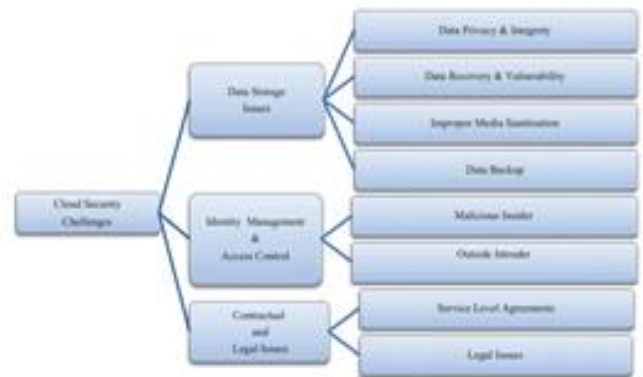 Data Privacy & Integrity
Data Recovery & Vulnerability
Improper Media Sanitization
Data Backup
Data Storage
Issues
Cloud Security
Challenges
Identity Management
&
Access Control
Malicious Insider
Outside Intruder
Contractual
and
Legal Issues
Service Level Agreements
Legal Issues